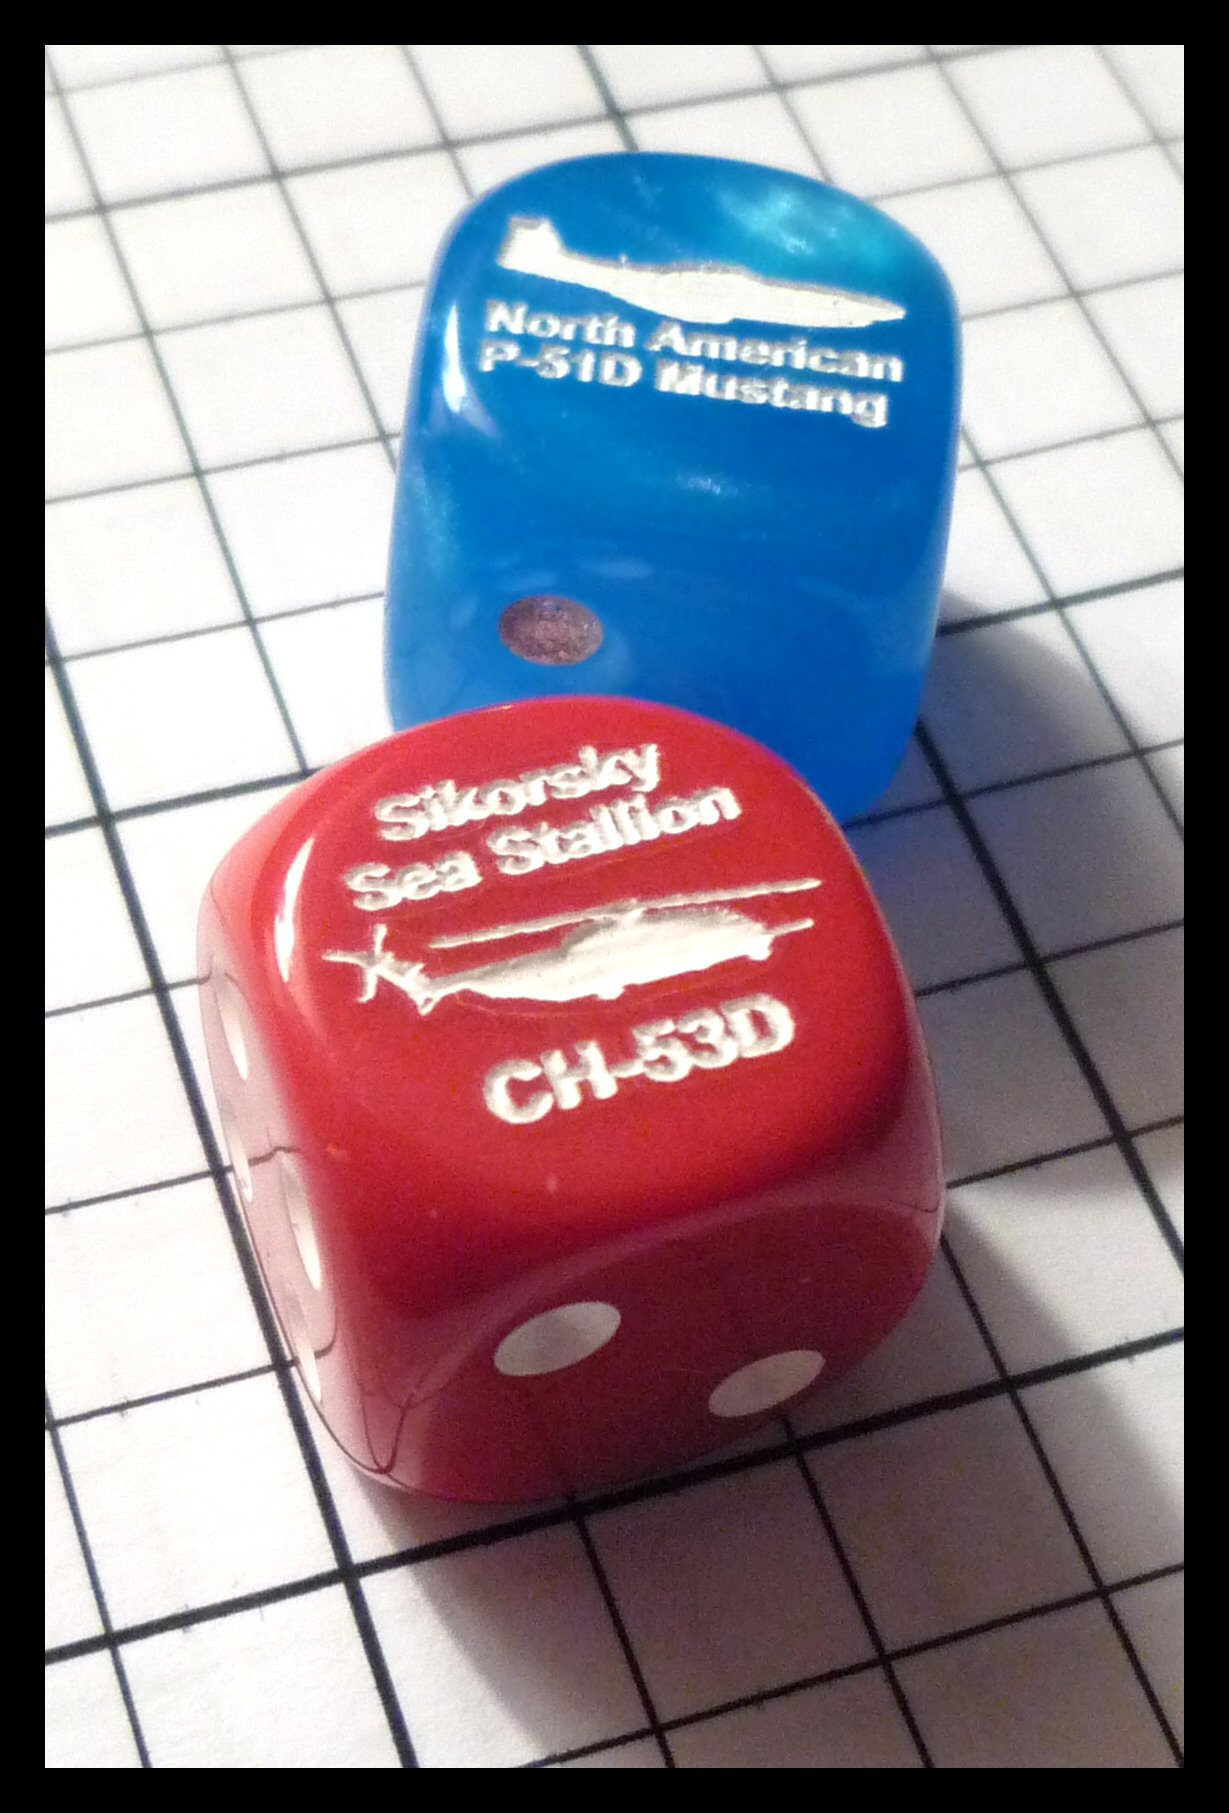 North American
P-51D Mustang
Sikorsky
Sea Stallion
CH-53D